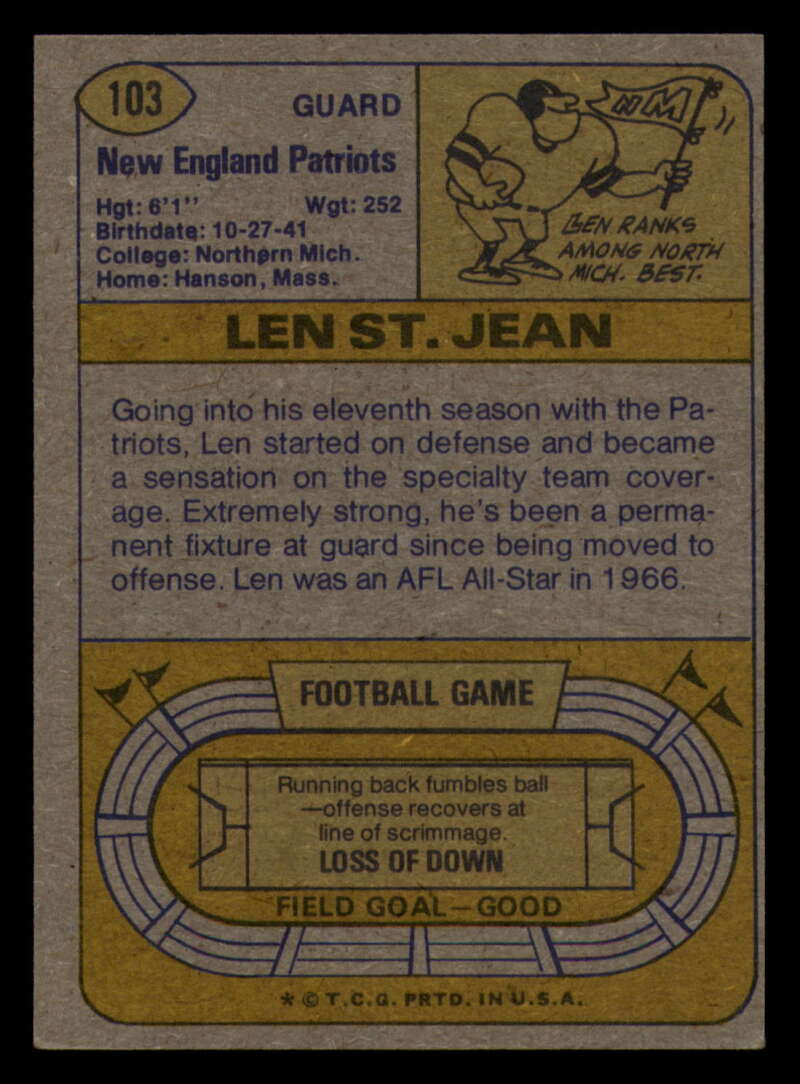 103
GUARD
New England Patriots
Hgt: 6'1" Wgt: 252
Birthdate: 10-27-41
College: Northern Mich.
Home: Hanson, Mass.
NM
LEN RANKS
AMONG NORTH
MICH. BEST.
LEN ST. JEAN
Going into his eleventh season with the Pa-
triots, Len started on defense and became
a sensation on the specialty team cover-
age. Extremely strong, he's been a perma-
nent fixture at guard since being moved to
offense. Len was an AFL All-Star in 1966.
FOOTBALL GAME
Running back fumbles ball
—offense recovers at
line of scrimmage.
LOSS OF DOWN
FIELD GOAL—GOOD
* © T.C.G. PRTD. IN U.S.A.